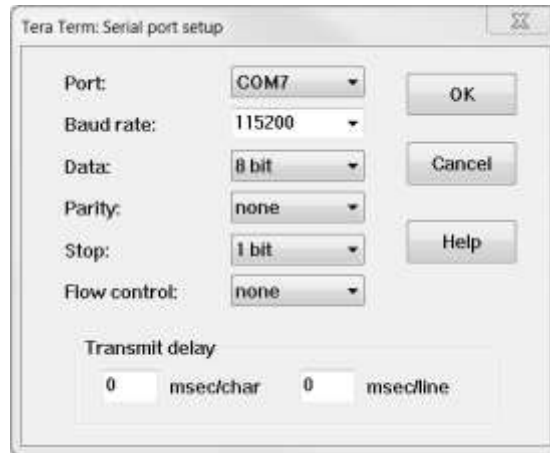 Tera Term: Serial port setup
Port: COM7 OK
Baud rate: 115200
Data: 8 bit Cancel
Parity: none
Stop: 1 bit Help
Flow control: none
Transmit delay
0 msec/char 0 msec/line